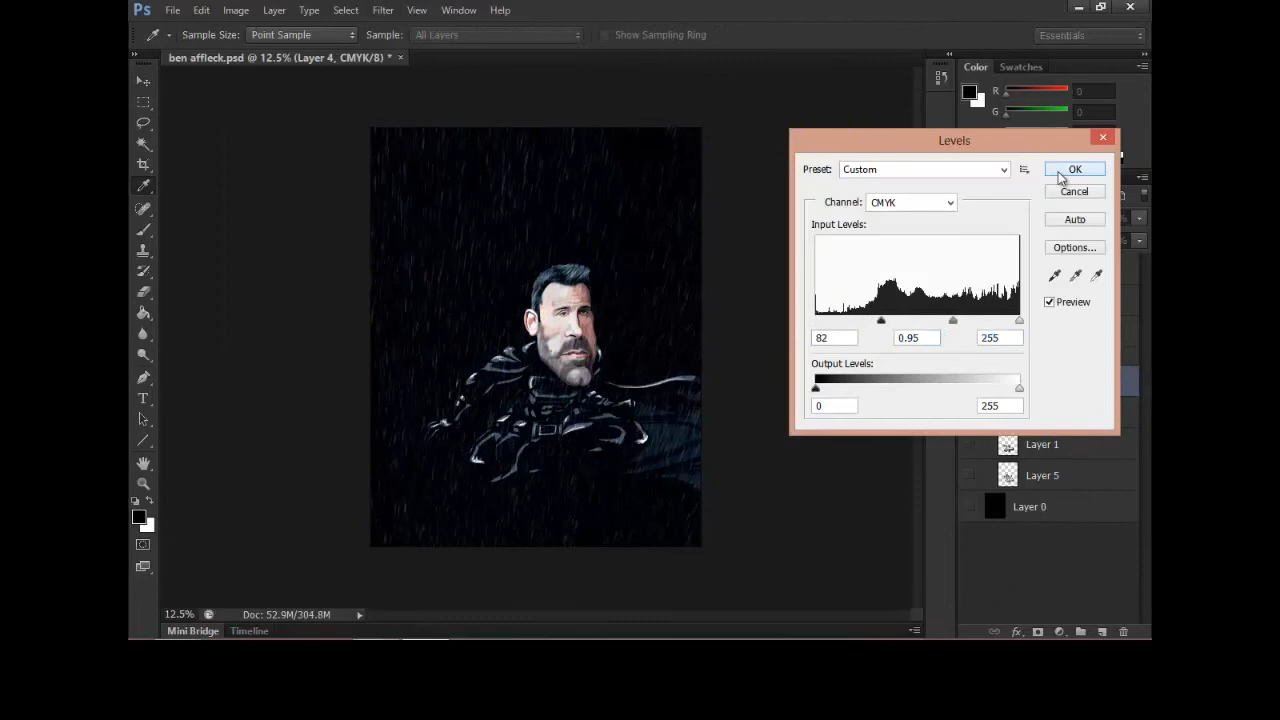 Ps File Edit Image Layer Type Select Filter View Window Help
Sample Size: Point Sample Sample: All Layers Show Sampling Ring Essentials
ben affleck.psd @ 12.5% (Layer 4, CMYK/8) * ×
Color Swatches
R 0
G 0
Levels
Preset: Custom OK
Cancel
Channel: CMYK
Auto
Input Levels:
Options...
Preview
82 0.95 255
Output Levels:
0 255
Layer 1
Layer 5
Layer 0
12.5% Doc: 52.9M/304.8M
Mini Bridge Timeline
fx